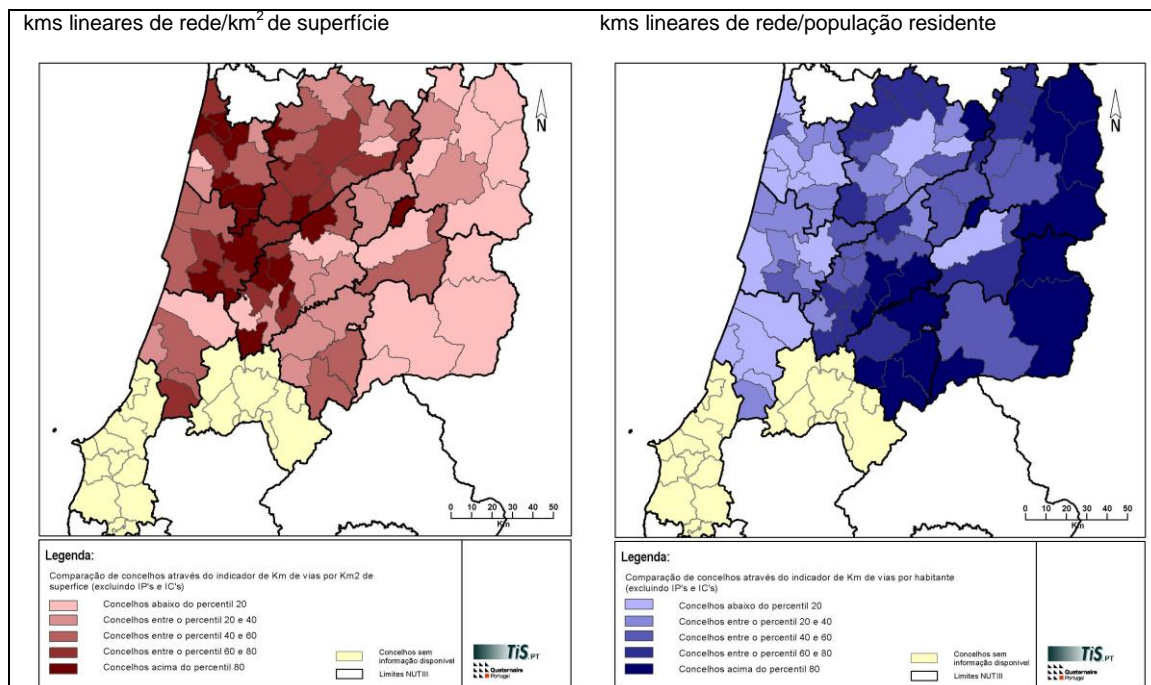 kms lineares de rede/km² de superfície
kms lineares de rede/população residente
N
0 10 20 30 40 50
Km
Legenda:
Comparação de concelhos através do indicador de Km de vias por Km2 de
superfice (excluindo IP's e IC's)
Concelhos abaixo do percentil 20
Concelhos entre o percentil 20 e 40
Concelhos entre o percentil 40 e 60
Concelhos entre o percentil 60 e 80
Concelhos acima do percentil 80
Concelhos sem
informação disponível
Limites NUTIII
TiS.PT
Quaternaire
Portugal
N
0 10 20 30 40 50
Km
Legenda:
Comparação de concelhos através do indicador de Km de vias por habitante
(excluindo IP's e IC's)
Concelhos abaixo do percentil 20
Concelhos entre o percentil 20 e 40
Concelhos entre o percentil 40 e 60
Concelhos entre o percentil 60 e 80
Concelhos acima do percentil 80
Concelhos sem
informação disponível
Limites NUTIII
TiS.PT
Quaternaire
Portugal